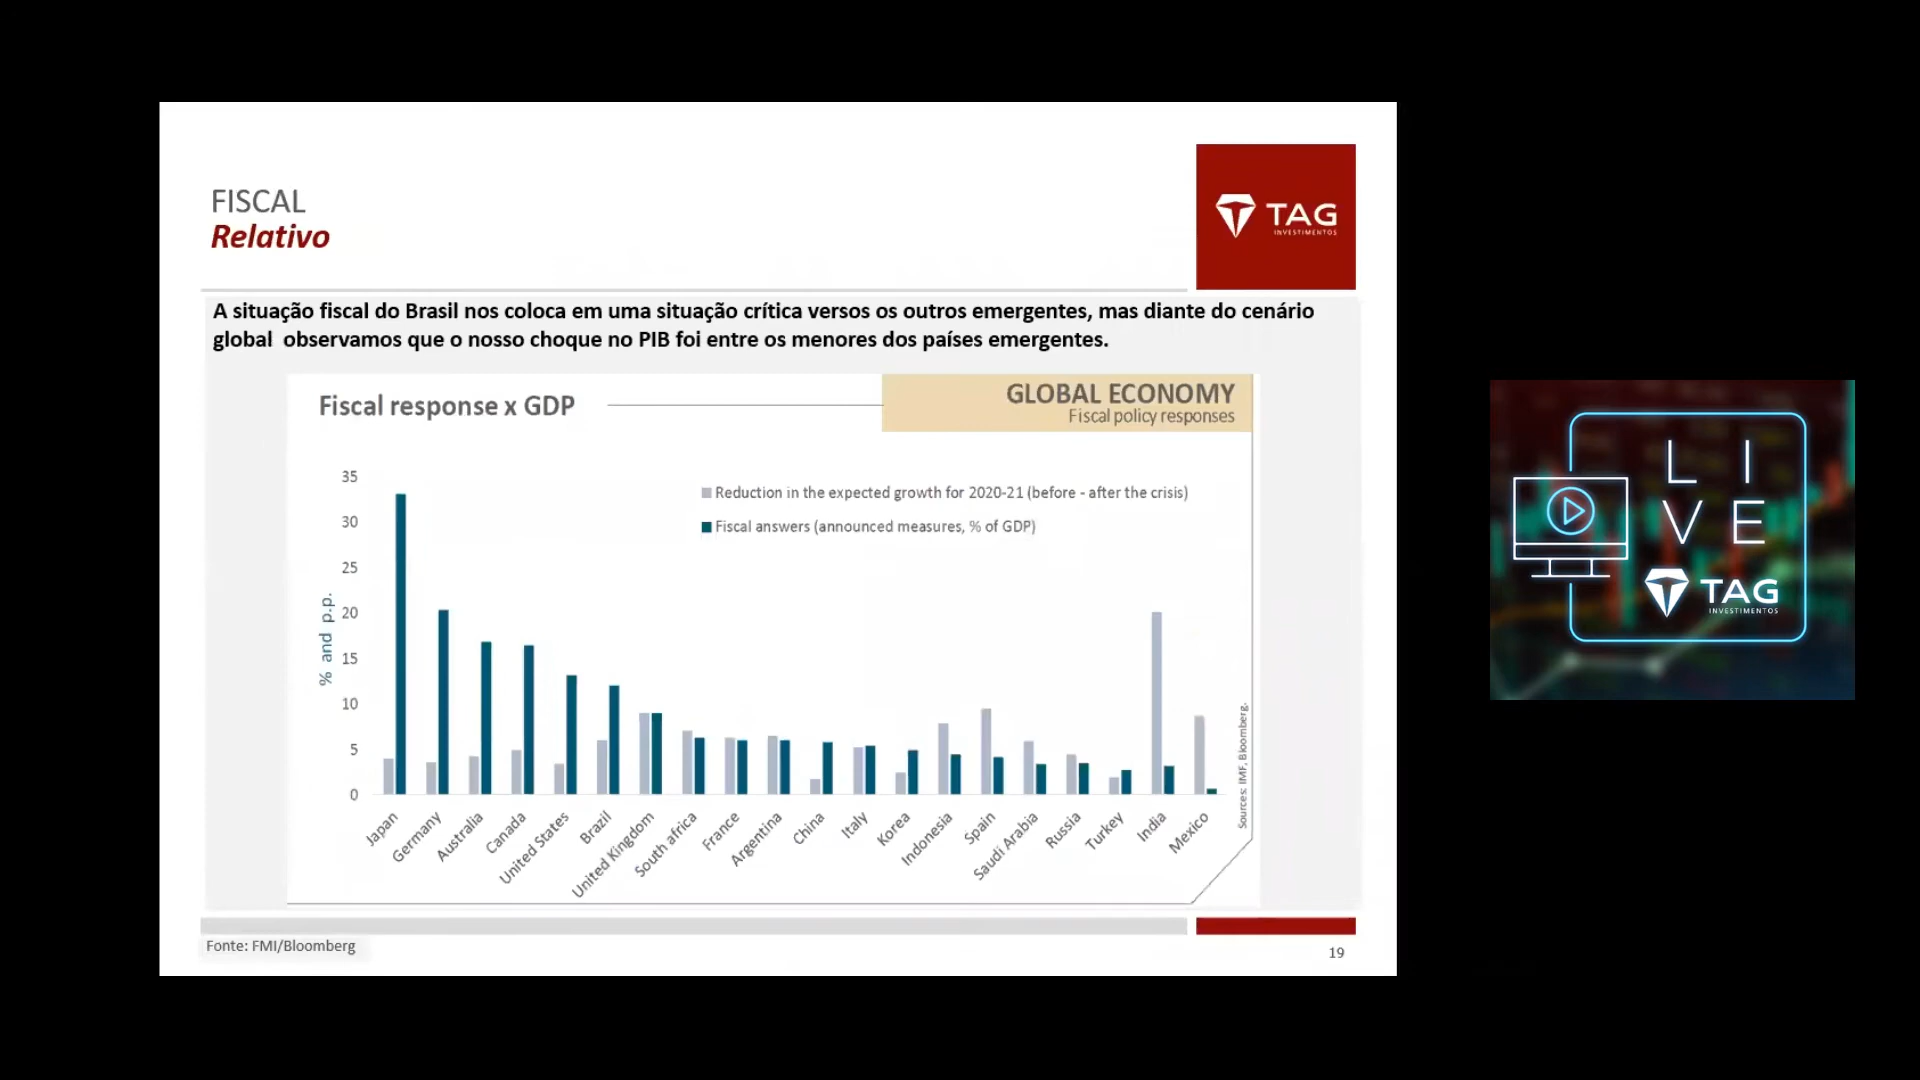 FISCAL
Relativo
TAG
INVESTIMENTOS
A situação fiscal do Brasil nos coloca em uma situação crítica versos os outros emergentes, mas diante do cenário
global observamos que o nosso choque no PIB foi entre os menores dos países emergentes.
Fiscal response x GDP
GLOBAL ECONOMY
Fiscal policy responses
Reduction in the expected growth for 2020-21 (before - after the crisis)
Fiscal answers (announced measures, % of GDP)
% and p.p.
35
30
25
20
15
10
5
0
Japan
Germany
Australia
Canada
United States
Brazil
United Kingdom
South africa
France
Argentina
China
Italy
Korea
Indonesia
Spain
Saudi Arabia
Russia
Turkey
India
Mexico
Sources: IMF, Bloomberg.
Fonte: FMI/Bloomberg
19
L I
V E
TAG
INVESTIMENTOS